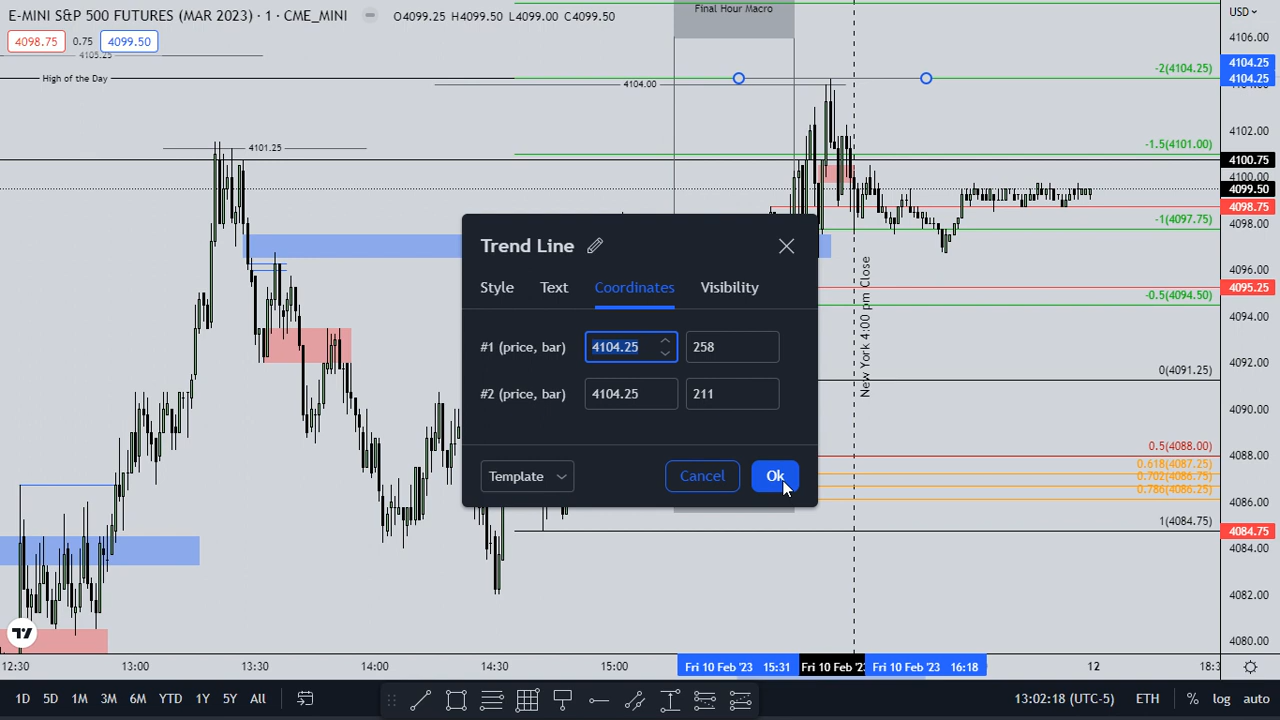 E-MINI S&P 500 FUTURES (MAR 2023) · 1 · CME_MINI O4099.25 H4099.50 L4099.00 C4099.50
Final Hour Macro
USD
4098.75 0.75 4099.50
4106.00
4105.25
High of the Day
4104.00
-2(4104.25)
4104.25
4104.25
4102.00
4101.25
-1.5(4101.00)
4100.75
4100.00
4099.50
4098.75
4098.00
-1(4097.75)
4096.00
4095.25
-0.5(4094.50)
4094.00
4092.00
0(4091.25)
4090.00
0.5(4088.00)
4088.00
0.618(4087.25)
0.702(4086.75)
0.786(4086.25)
4086.00
1(4084.75)
4084.75
4084.00
4082.00
4080.00
New York 4:00 pm Close
Trend Line
Style Text Coordinates Visibility
#1 (price, bar) 4104.25 258
#2 (price, bar) 4104.25 211
Template Cancel Ok
12:30 13:00 13:30 14:00 14:30 15:00 Fri 10 Feb '23 15:31 Fri 10 Feb '23 Fri 10 Feb '23 16:18 12 18:3
1D 5D 1M 3M 6M YTD 1Y 5Y All 13:02:18 (UTC-5) ETH % log auto